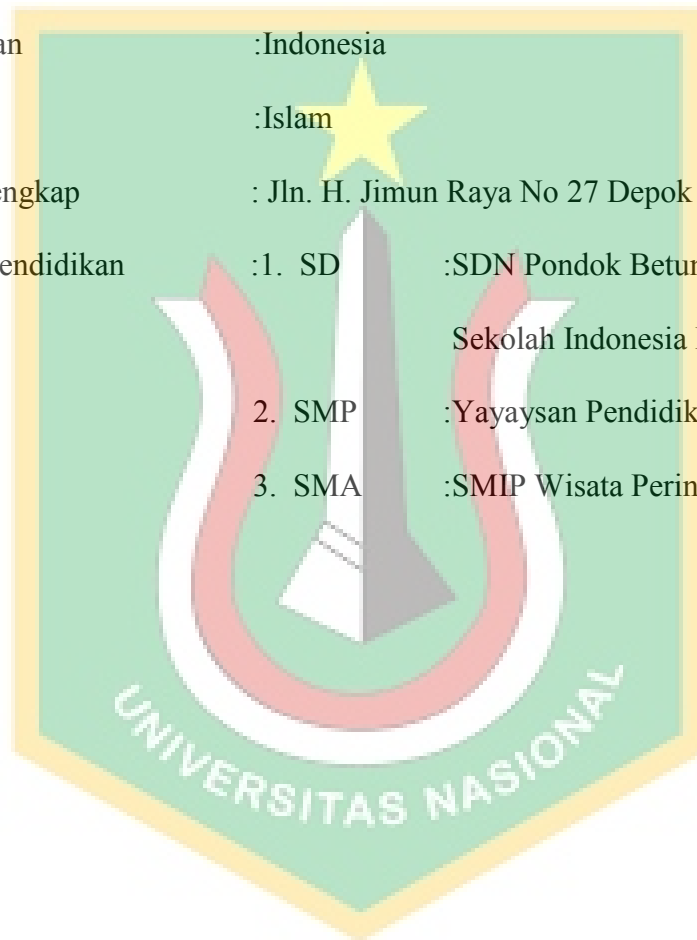 an :Indonesia
:Islam
engkap : Jln. H. Jimun Raya No 27 Depok
endidikan :1. SD :SDN Pondok Betun
Sekolah Indonesia
2. SMP :Yayaysan Pendidik
3. SMA :SMIP Wisata Perin
UNIVERSITAS NASIONAL